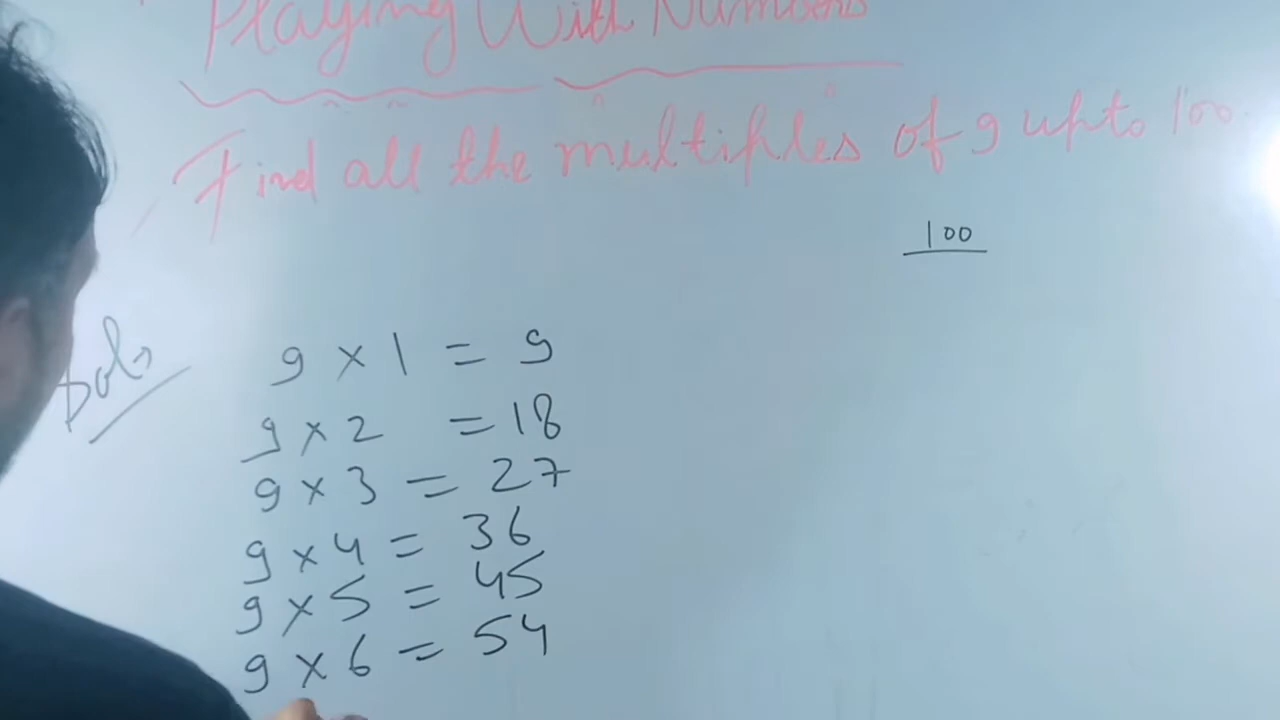 Playing With Numbers
Find all the multiples of 9 upto 100.
100
Sol→
9 × 1 = 9
9 × 2 = 18
9 × 3 = 27
9 × 4 = 36
9 × 5 = 45
9 × 6 = 54